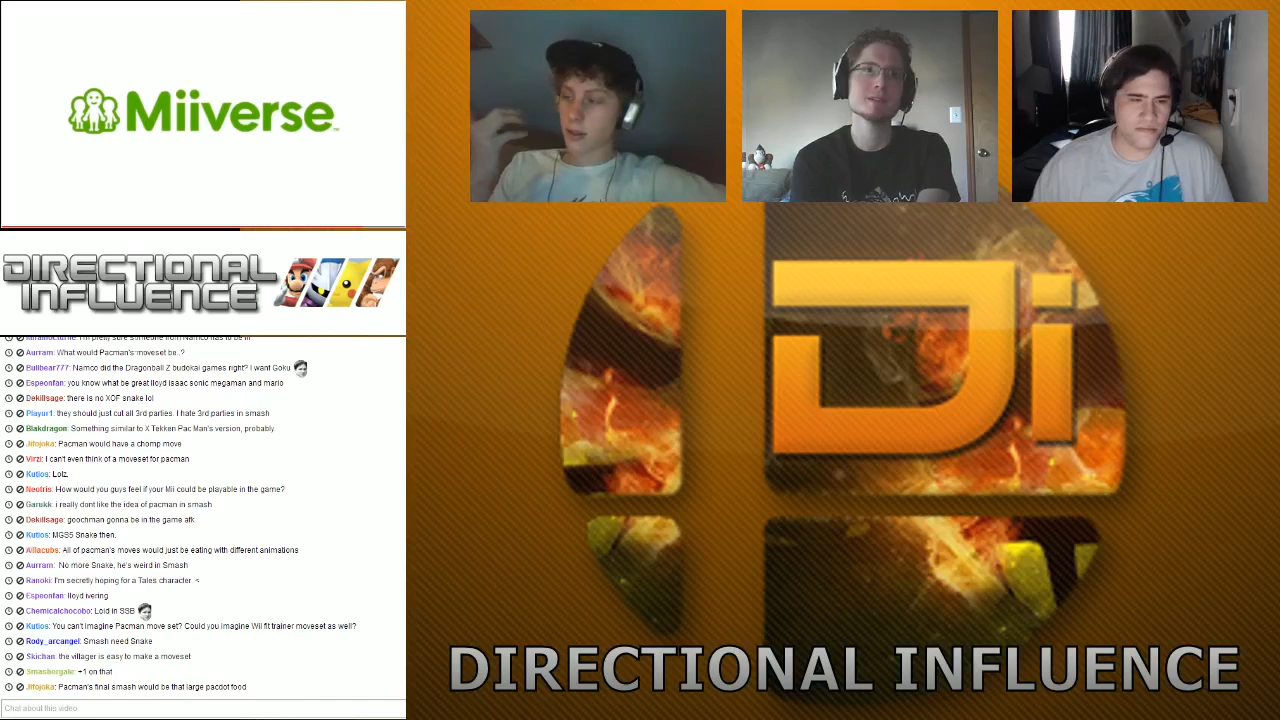 Miiverse™
DIRECTIONAL
INFLUENCE
Aurram: What would Pacman's moveset be..?
Bullbear777: Namco did the Dragonball Z budokai games right? I want Goku
Espeonfan: you know what be great lloyd isaac sonic megaman and mario
Dekillsage: there is no XOF snake lol
Playur1: they should just cut all 3rd parties. I hate 3rd parties in smash
Blakdragon: Something similar to X Tekken Pac Man's version, probably.
Jifojoka: Pacman would have a chomp move
Virzi: I can't even think of a moveset for pacman
Kutios: Lolz.
Neotris: How would you guys feel if your Mii could be playable in the game?
Garukk: i really dont like the idea of pacman in smash
Dekillsage: goochman gonna be in the game afk
Kutios: MGS5 Snake then.
Aillacubs: All of pacman's moves would just be eating with different animations
Aurram: No more Snake, he's weird in Smash
Ranoki: I'm secretly hoping for a Tales character :<
Espeonfan: lloyd ivering
Chemicalchocobo: Loid in SSB
Kutios: You can't imagine Pacman move set? Could you imagine Wii fit trainer moveset as well?
Rody_arcangel: Smash need Snake
Skichan: the villager is easy to make a moveset
Smashergale: +1 on that
Jifojoka: Pacman's final smash would be that large pacdot food
Chat about this video
Di
DIRECTIONAL INFLUENCE